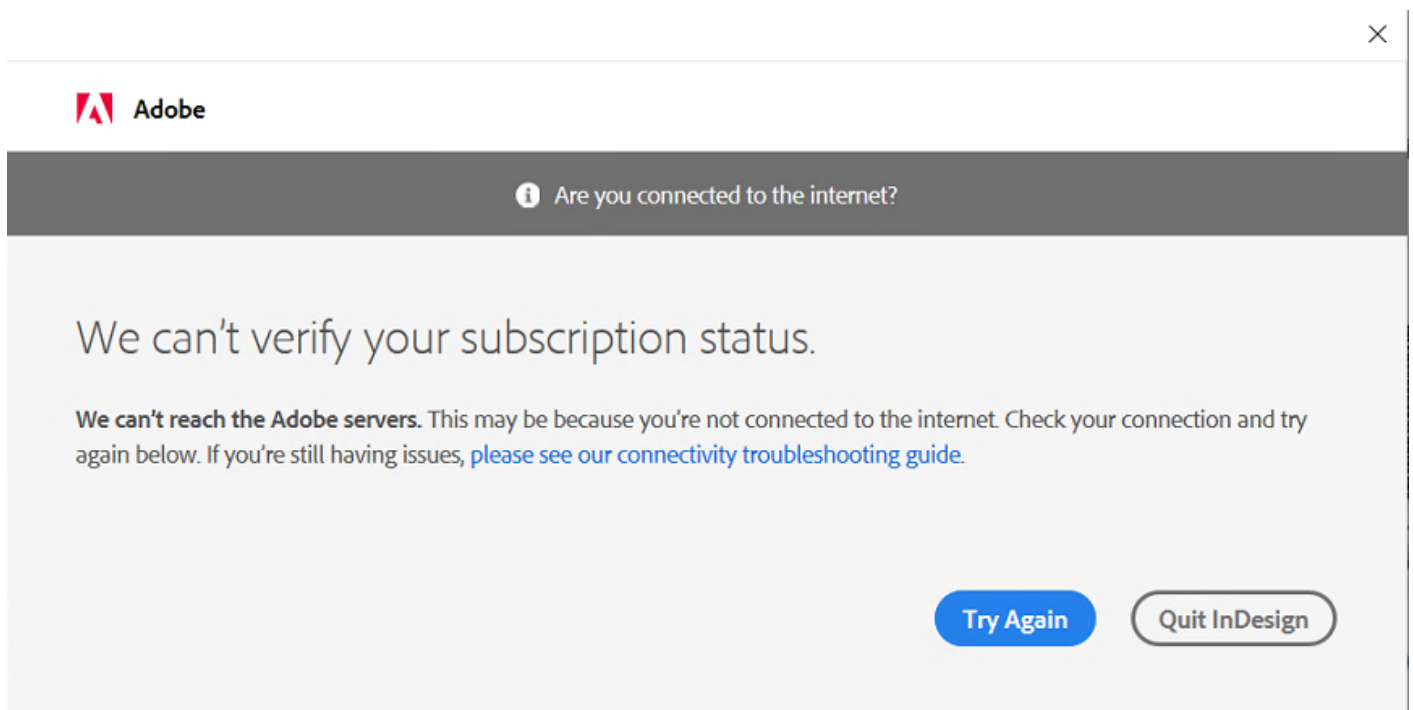 Adobe
Are you connected to the internet?
We can't verify your subscription status.
We can't reach the Adobe servers. This may be because you're not connected to the internet. Check your connection and try
again below. If you're still having issues, please see our connectivity troubleshooting guide.
Try Again
Quit InDesign